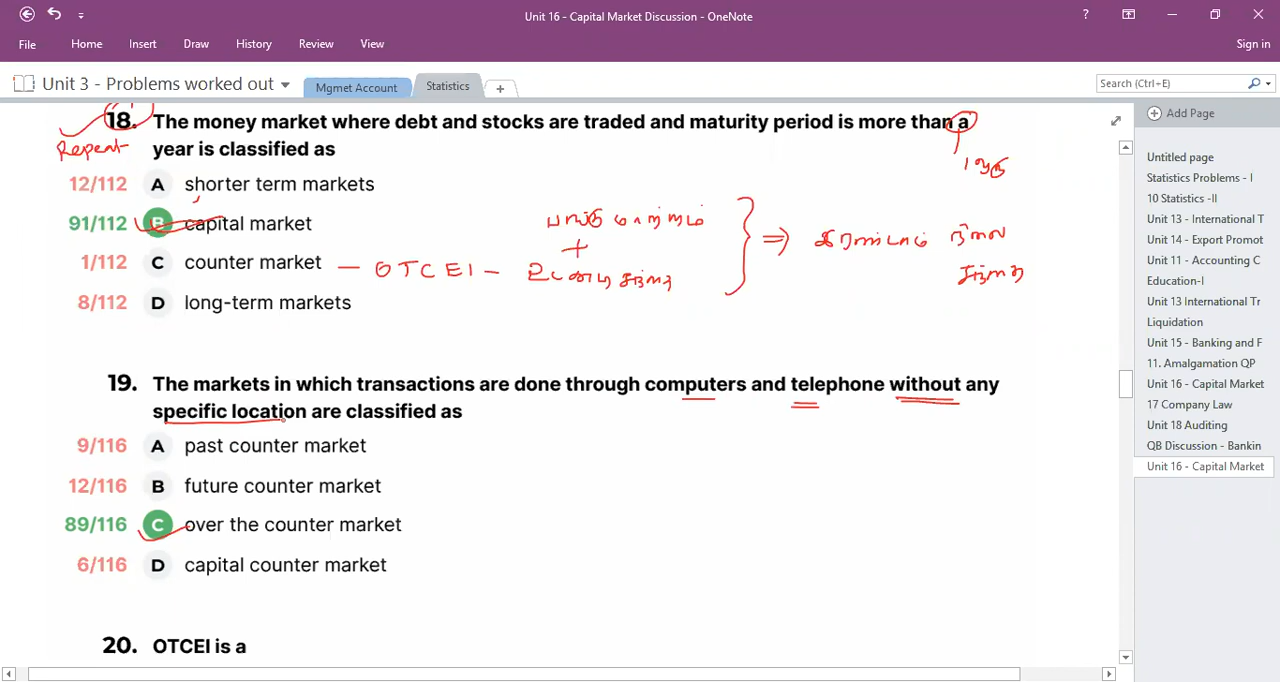 Unit 16 - Capital Market Discussion - OneNote
?
File Home Insert Draw History Review View
Sign in
Unit 3 - Problems worked out
Mgmet Account
Statistics
+
Search (Ctrl+E)
Add Page
18. The money market where debt and stocks are traded and maturity period is more than a
year is classified as
Repeat
12/112 A shorter term markets
91/112 B capital market
1/112 C counter market — OTCEI —
+
8/112 D long-term markets
19. The markets in which transactions are done through computers and telephone without any
specific location are classified as
9/116 A past counter market
12/116 B future counter market
89/116 C over the counter market
6/116 D capital counter market
20. OTCEI is a
Untitled page
Statistics Problems - I
10 Statistics -II
Unit 13 - International T
Unit 14 - Export Promot
Unit 11 - Accounting C
Education-I
Unit 13 International Tr
Liquidation
Unit 15 - Banking and F
11. Amalgamation QP
Unit 16 - Capital Market
17 Company Law
Unit 18 Auditing
QB Discussion - Bankin
Unit 16 - Capital Market